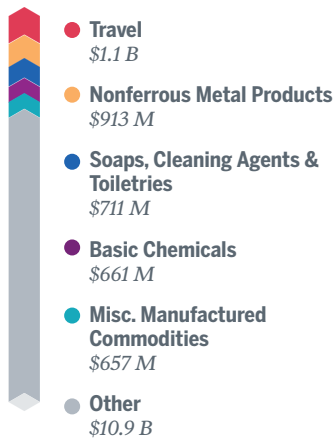 Travel
$1.1 B
Nonferrous Metal Products
$913 M
Soaps, Cleaning Agents &
Toiletries
$711 M
Basic Chemicals
$661 M
Misc. Manufactured
Commodities
$657 M
Other
$10.9 B